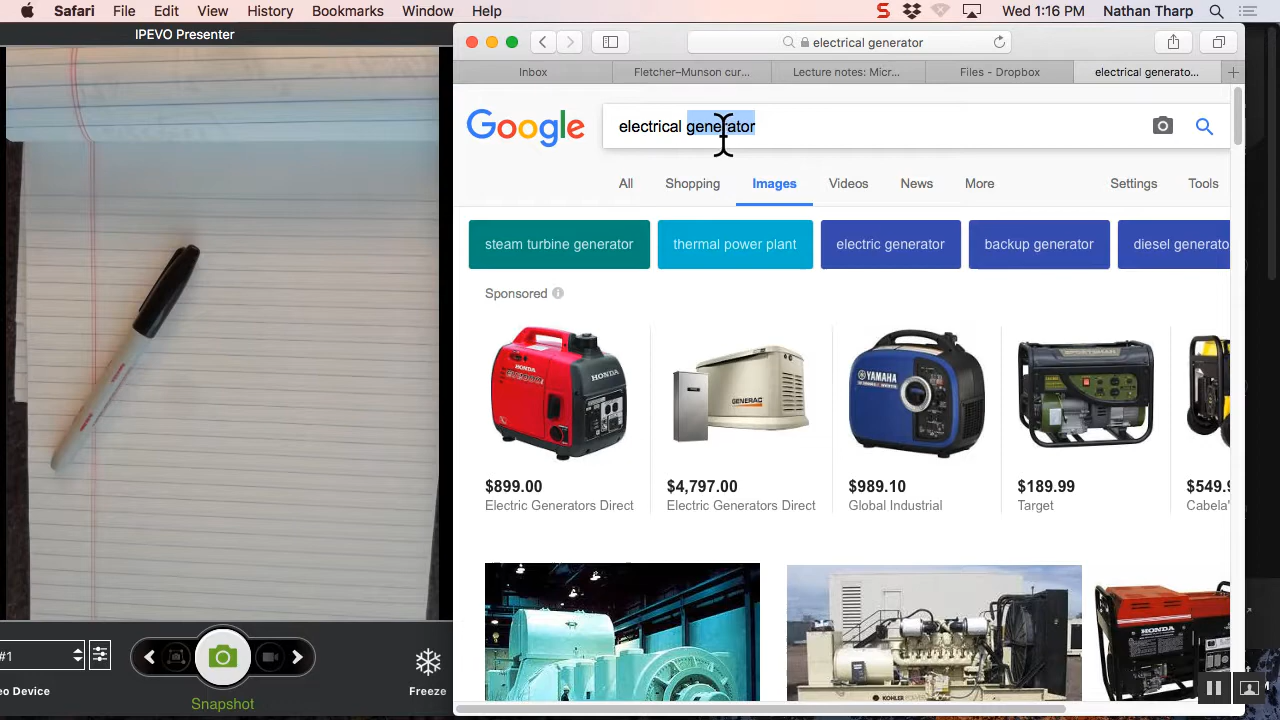 Safari File Edit View History Bookmarks Window Help
S Wed 1:16 PM Nathan Tharp
IPEVO Presenter
electrical generator
Inbox Fletcher–Munson cur... Lecture notes: Micr... Files - Dropbox electrical generato...
Google electrical generator
All Shopping Images Videos News More Settings Tools
steam turbine generator thermal power plant electric generator backup generator diesel generato
Sponsored
HONDA
GENERAC
YAMAHA
SPORTSMAN
$899.00 $4,797.00 $989.10 $189.99 $549.9
Electric Generators Direct Electric Generators Direct Global Industrial Target Cabela'
HONDA
KOHLER
#1
eo Device
Snapshot
Freeze